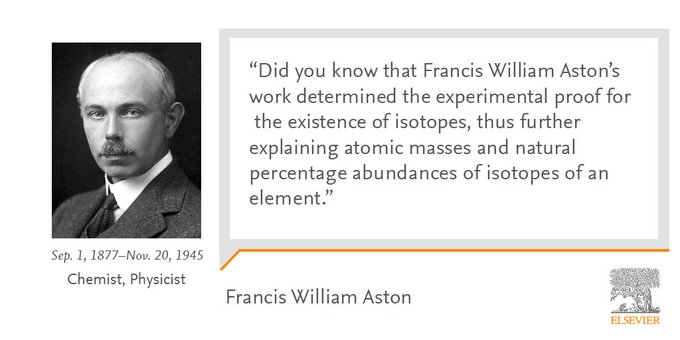 “Did you know that Francis William Aston’s
work determined the experimental proof for
the existence of isotopes, thus further
explaining atomic masses and natural
percentage abundances of isotopes of an
element.”
Sep. 1, 1877–Nov. 20, 1945
Chemist, Physicist
Francis William Aston
ELSEVIER